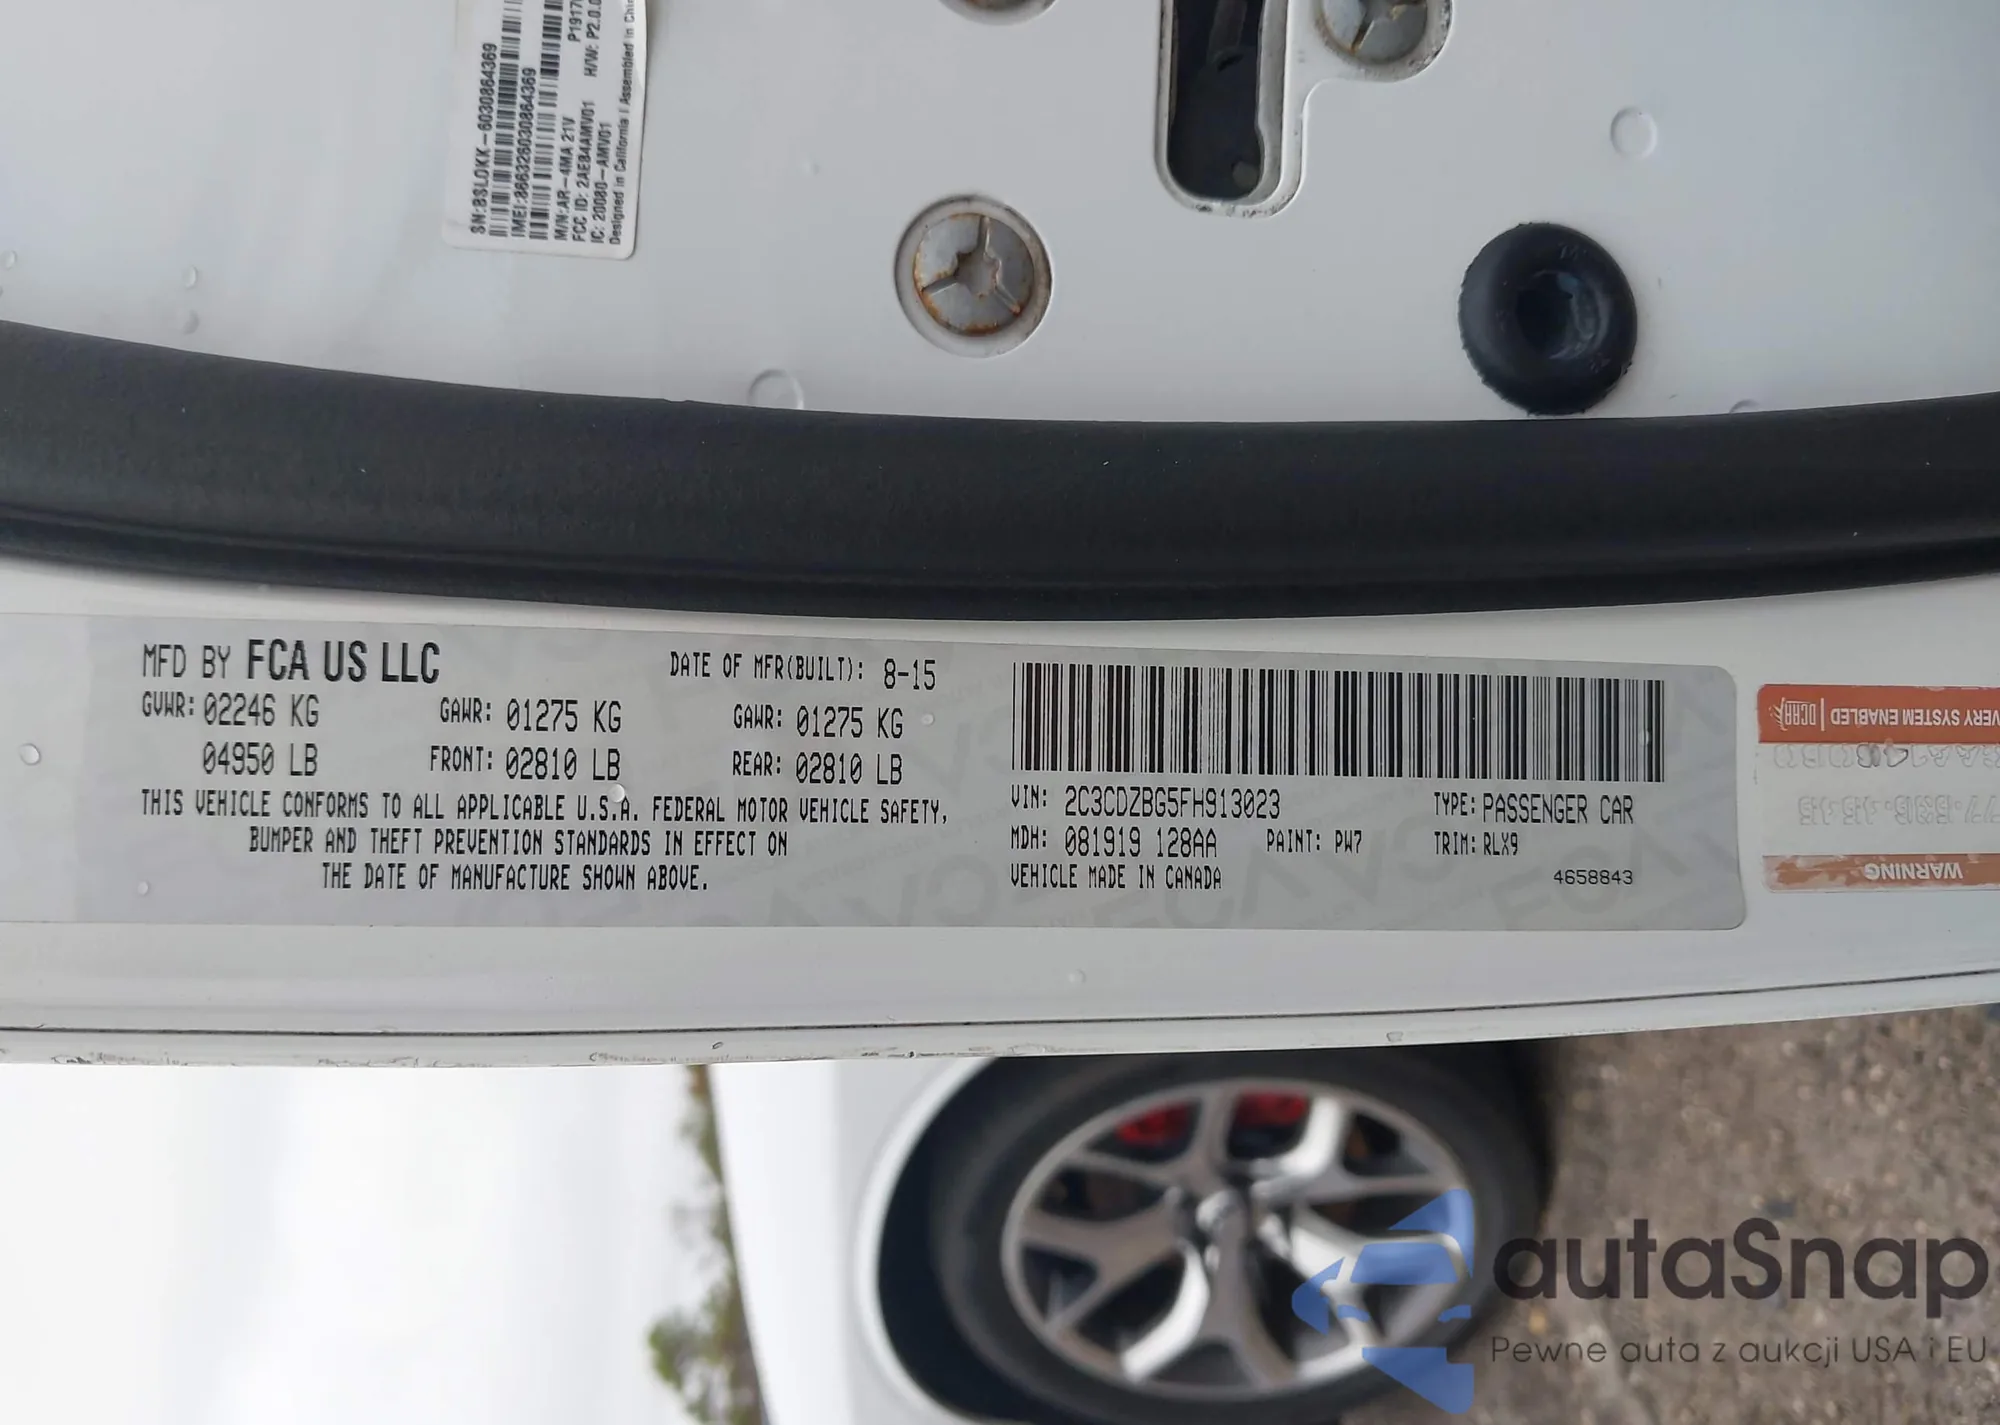 SN:BSLOKK-6030864369
IMEI:866326030864369
M/N:AR-4MA 21V
FCC ID: 2AEB4AMV01
H/W: P2.0.0
IC: 20080-AMV01
Designed in California | Assembled in
MFD BY FCA US LLC
DATE OF MFR(BUILT): 8-15
GVWR: 02246 KG GAWR: 01275 KG GAWR: 01275 KG
04950 LB FRONT: 02810 LB REAR: 02810 LB
THIS VEHICLE CONFORMS TO ALL APPLICABLE U.S.A. FEDERAL MOTOR VEHICLE SAFETY,
BUMPER AND THEFT PREVENTION STANDARDS IN EFFECT ON
THE DATE OF MANUFACTURE SHOWN ABOVE.
VIN: 2C3CDZBG5FH913023 TYPE: PASSENGER CAR
MDH: 081919 128AA PAINT: PW7 TRIM: RLX9
VEHICLE MADE IN CANADA 4658843
WARNING
SYSTEM ENABLED
autaSnap
Pewne auta z aukcji USA i EU